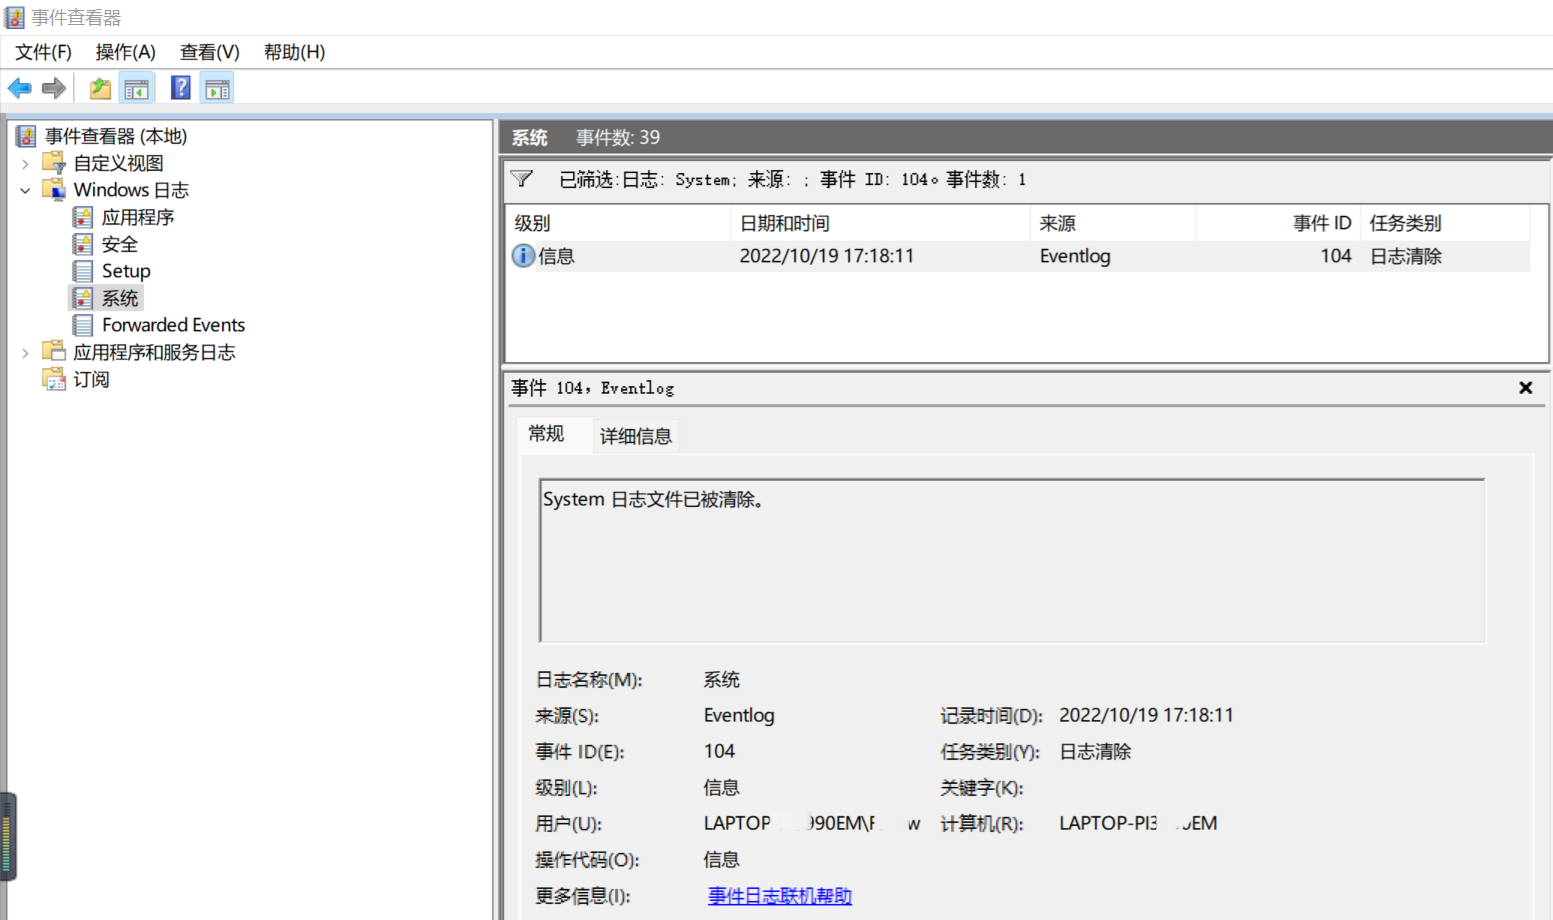 事件查看器
文件(F) 操作(A) 查看(V) 帮助(H)
事件查看器 (本地)
自定义视图
Windows 日志
应用程序
安全
Setup
系统
Forwarded Events
应用程序和服务日志
订阅
系统 事件数: 39
已筛选:日志: System; 来源: ; 事件 ID: 104。事件数: 1
级别 日期和时间 来源 事件 ID 任务类别
信息 2022/10/19 17:18:11 Eventlog 104 日志清除
事件 104，Eventlog
常规 详细信息
System 日志文件已被清除。
日志名称(M): 系统
来源(S): Eventlog 记录时间(D): 2022/10/19 17:18:11
事件 ID(E): 104 任务类别(Y): 日志清除
级别(L): 信息 关键字(K):
用户(U): LAPTOP 990EM\F w 计算机(R): LAPTOP-PI3 EM
操作代码(O): 信息
更多信息(I): 事件日志联机帮助